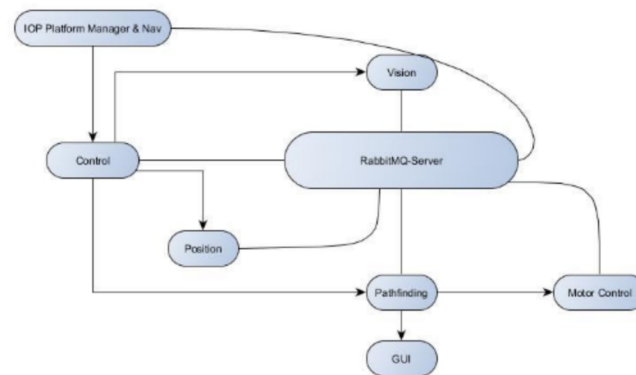 IOP Platform Manager & Nav
Vision
Control
RabbitMQ-Server
Position
Pathfinding
Motor Control
GUI